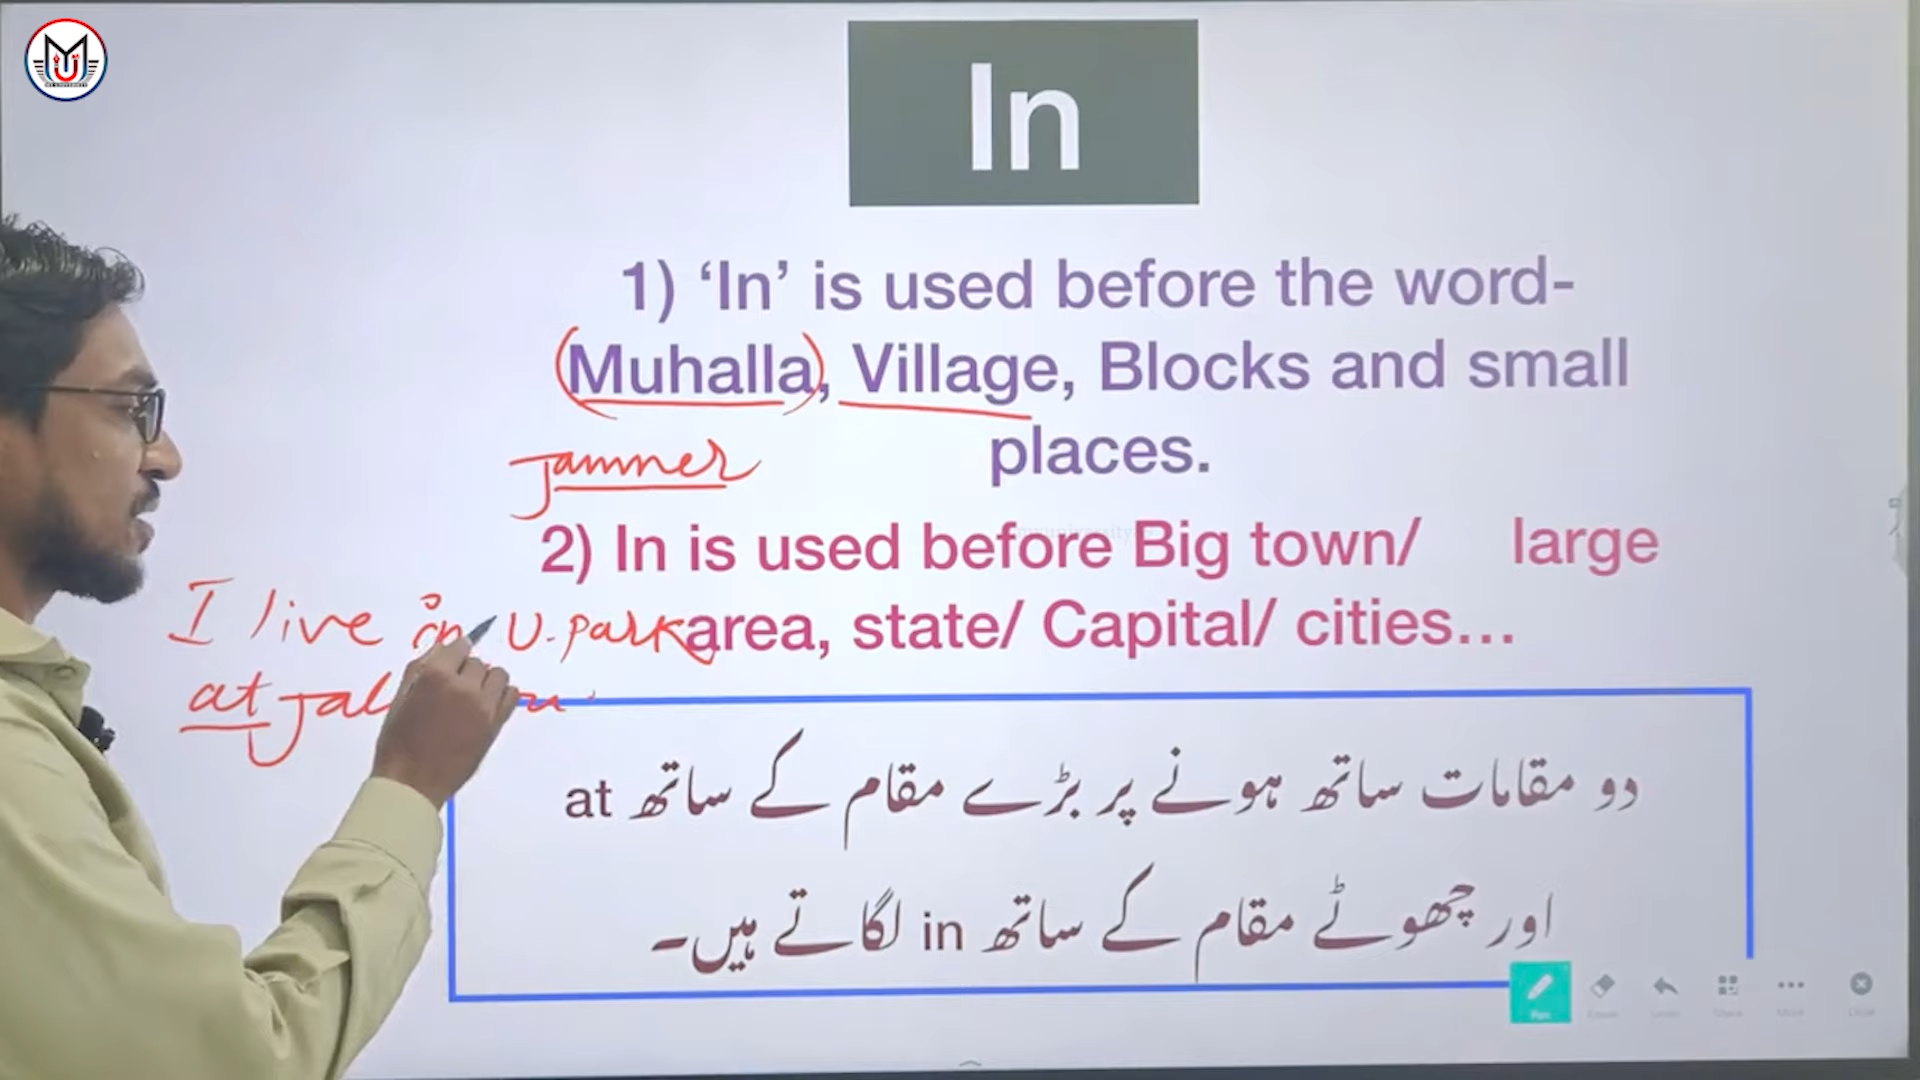 In
1) ‘In’ is used before the word-
(Muhalla), Village, Blocks and small
places.
Jamner
2) In is used before Big town/ large
area, state/ Capital/ cities...
I live in U. park
at
دو مقامات ساتھ ہونے پر بڑے مقام کے ساتھ at
اور چھوٹے مقام کے ساتھ in لگاتے ہیں۔
Pen